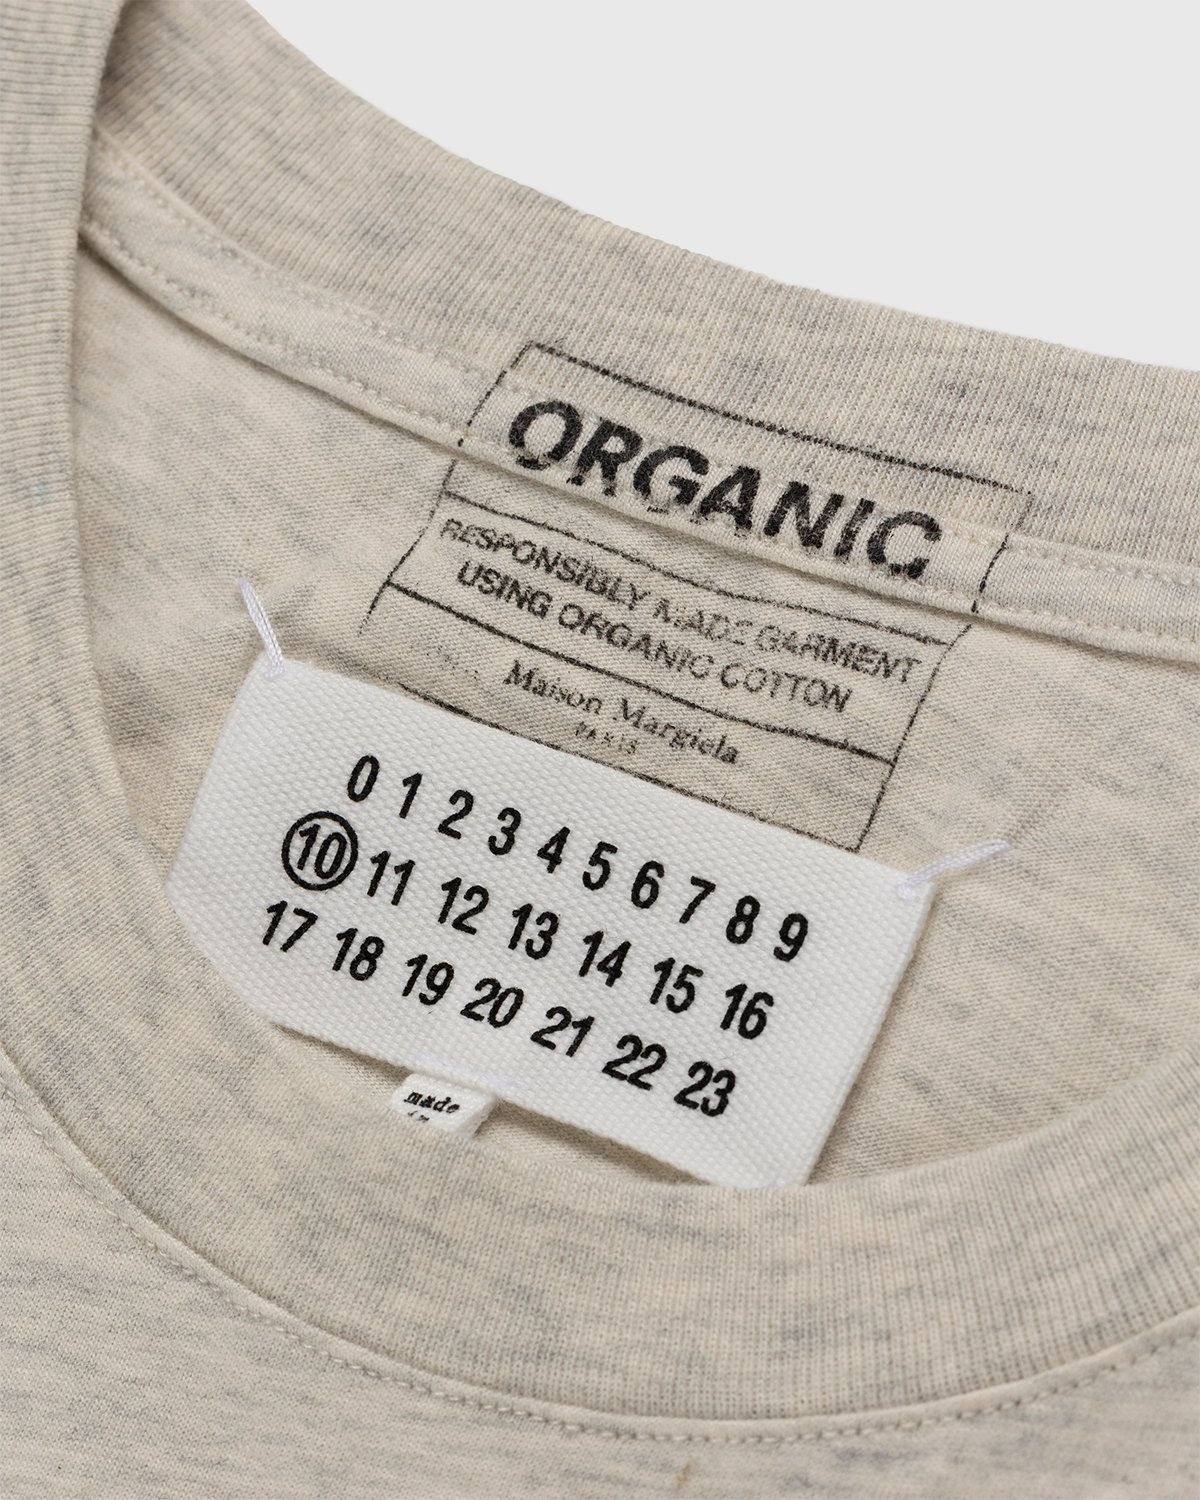 ORGANIC
RESPONSIBLY MADE GARMENT
USING ORGANIC COTTON
Maison Margiela
PARIS
0 1 2 3 4 5 6 7 8 9
10 11 12 13 14 15 16
17 18 19 20 21 22 23
made